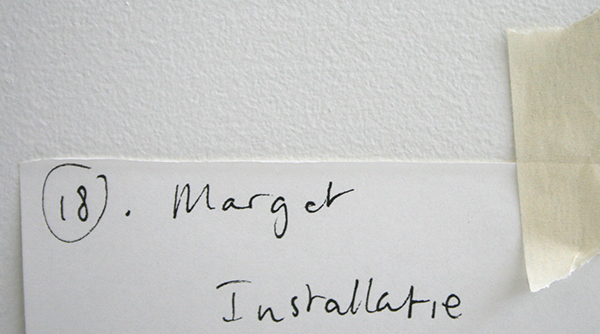 (18). Marget
Installatie